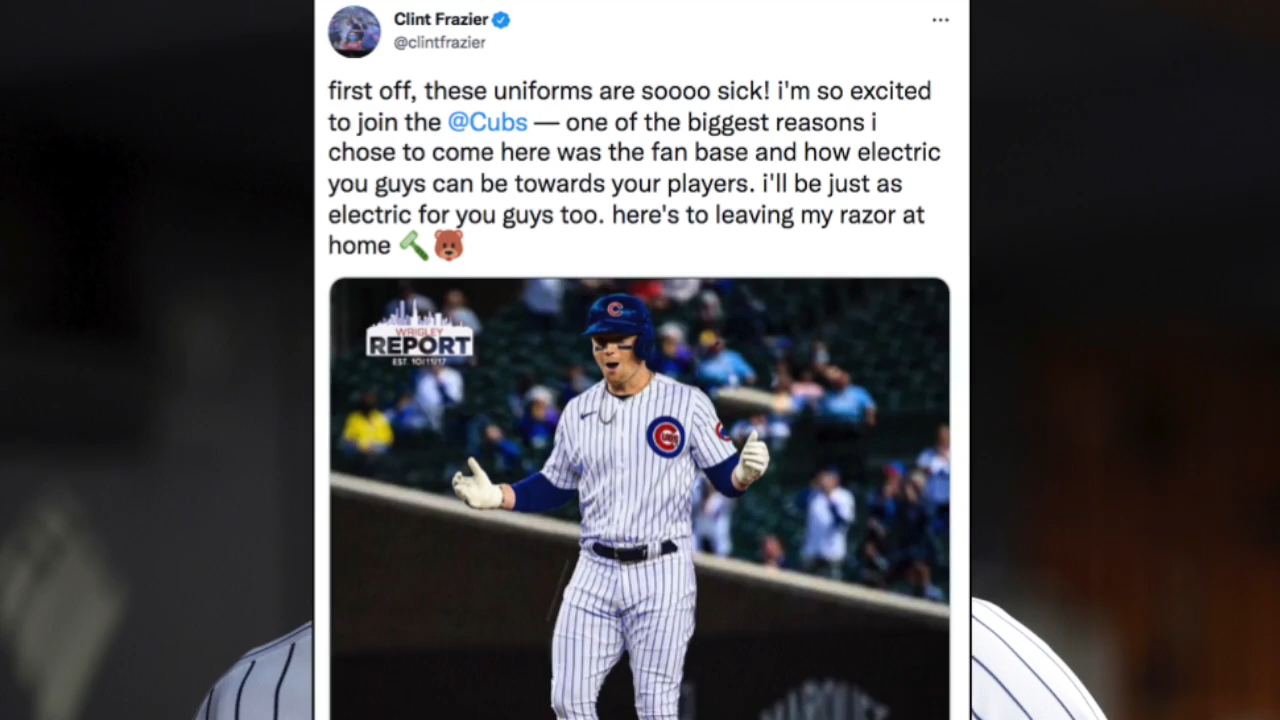 Clint Frazier
@clintfrazier
first off, these uniforms are soooo sick! i'm so excited
to join the @Cubs — one of the biggest reasons i
chose to come here was the fan base and how electric
you guys can be towards your players. i'll be just as
electric for you guys too. here's to leaving my razor at
home 🪒🐻
WRIGLEY
REPORT
EST. 10|11|17
C
CUBS
MARQUEE